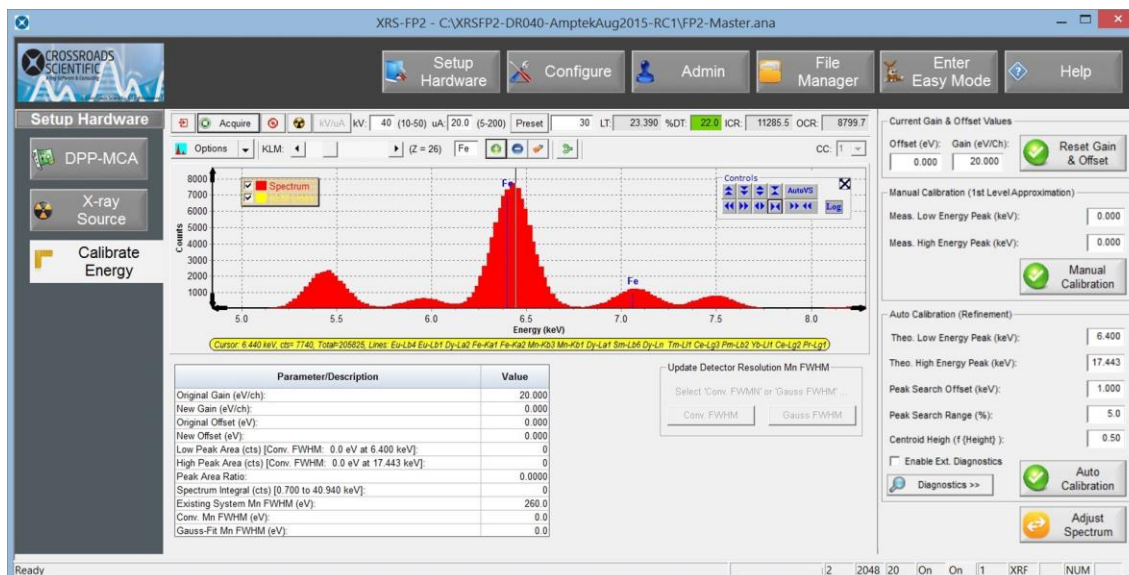 XRS-FP2 - C:\XRSFP2-DR040-AmptekAug2015-RC1\FP2-Master.ana
CROSSROADS
SCIENTIFIC
Setup Hardware
Configure
Admin
File Manager
Enter Easy Mode
Help
Setup Hardware
DPP-MCA
X-ray Source
Calibrate Energy
Acquire kV/uA kV: 40 (10-50) uA: 20.0 (5-200) Preset 30 LT: 23.390 %DT: 22.0 ICR: 11285.5 OCR: 8799.7
Options KLM: (Z = 26) Fe CC: 1
Spectrum
Controls
AutoVS
Log
Fe
Fe
8000
7000
6000
5000
4000
3000
2000
1000
Counts
5.0 5.5 6.0 6.5 7.0 7.5 8.0
Energy (keV)
Cursor: 6.440 keV, cts= 7740, Total=205825, Lines: Eu-Lb4 Eu-Lb1 Dy-La2 Fe-Ka1 Fe-Ka2 Mn-Kb3 Mn-Kb1 Dy-La1 Sm-Lb6 Dy-Ln Tm-Ll1 Ce-Lg3 Pm-Lb2 Yb-Ll1 Ce-Lg2 Pr-Lg1
Parameter/Description Value
Original Gain (eV/ch): 20.000
New Gain (eV/ch): 0.000
Original Offset (eV): 0.000
New Offset (eV): 0.000
Low Peak Area (cts) [Conv. FWHM: 0.0 eV at 6.400 keV]: 0
High Peak Area (cts) [Conv. FWHM: 0.0 eV at 17.443 keV]: 0
Peak Area Ratio: 0.0000
Spectrum Integral (cts) [0.700 to 40.940 keV]: 0
Existing System Mn FWHM (eV): 260.0
Conv. Mn FWHM (eV): 0.0
Gauss-Fit Mn FWHM (eV): 0.0
Update Detector Resolution Mn FWHM
Select 'Conv. FWMN' or 'Gauss FWHM' ...
Conv. FWHM Gauss FWHM
Current Gain & Offset Values
Offset (eV): Gain (eV/Ch):
0.000 20.000
Reset Gain & Offset
Manual Calibration (1st Level Approximation)
Meas. Low Energy Peak (keV): 0.000
Meas. High Energy Peak (keV): 0.000
Manual Calibration
Auto Calibration (Refinement)
Theo. Low Energy Peak (keV): 6.400
Theo. High Energy Peak (keV): 17.443
Peak Search Offset (keV): 1.000
Peak Search Range (%): 5.0
Centroid Heigh (f {Height} ): 0.50
Enable Ext. Diagnostics
Diagnostics >>
Auto Calibration
Adjust Spectrum
Ready 2 2048 20 On On 1 XRF NUM